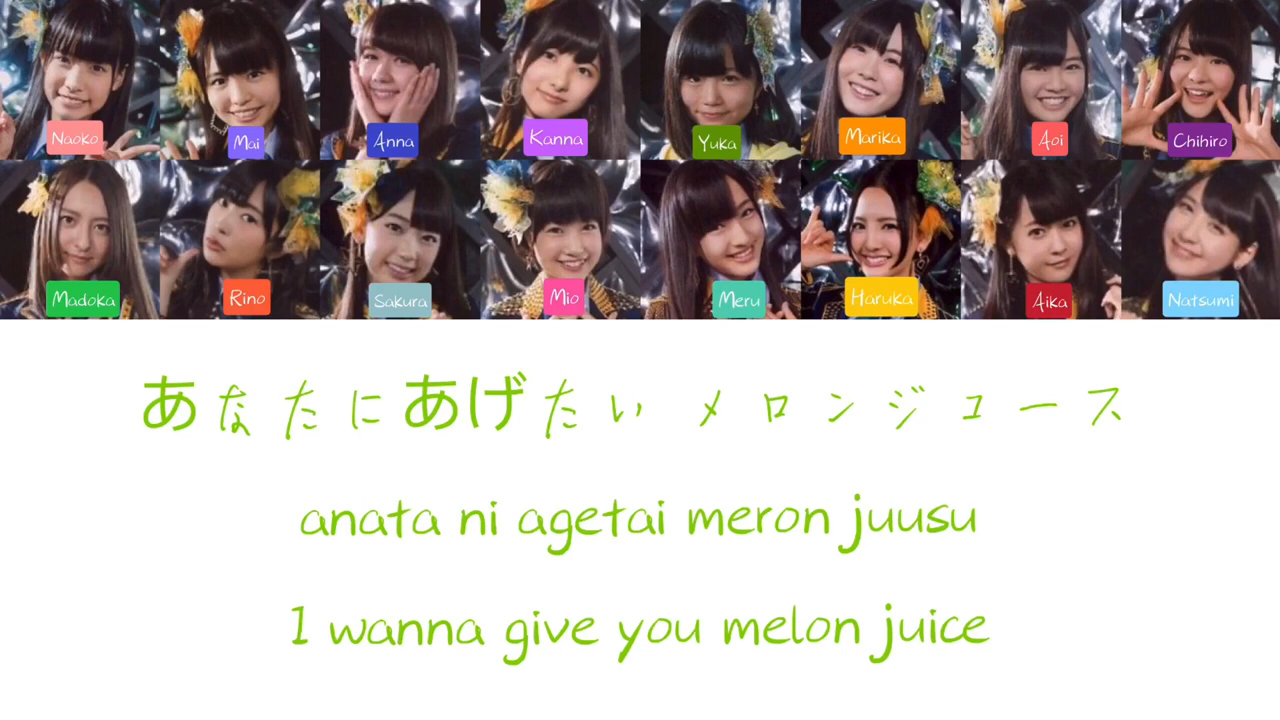 Naoko
Mai
Anna
Kanna
Yuka
Marika
Aoi
Chihiro
Madoka
Rino
Sakura
Mio
Meru
Haruka
Aika
Natsumi
あなたにあげたいメロンジュース
anata ni agetai meron juusu
I wanna give you melon juice